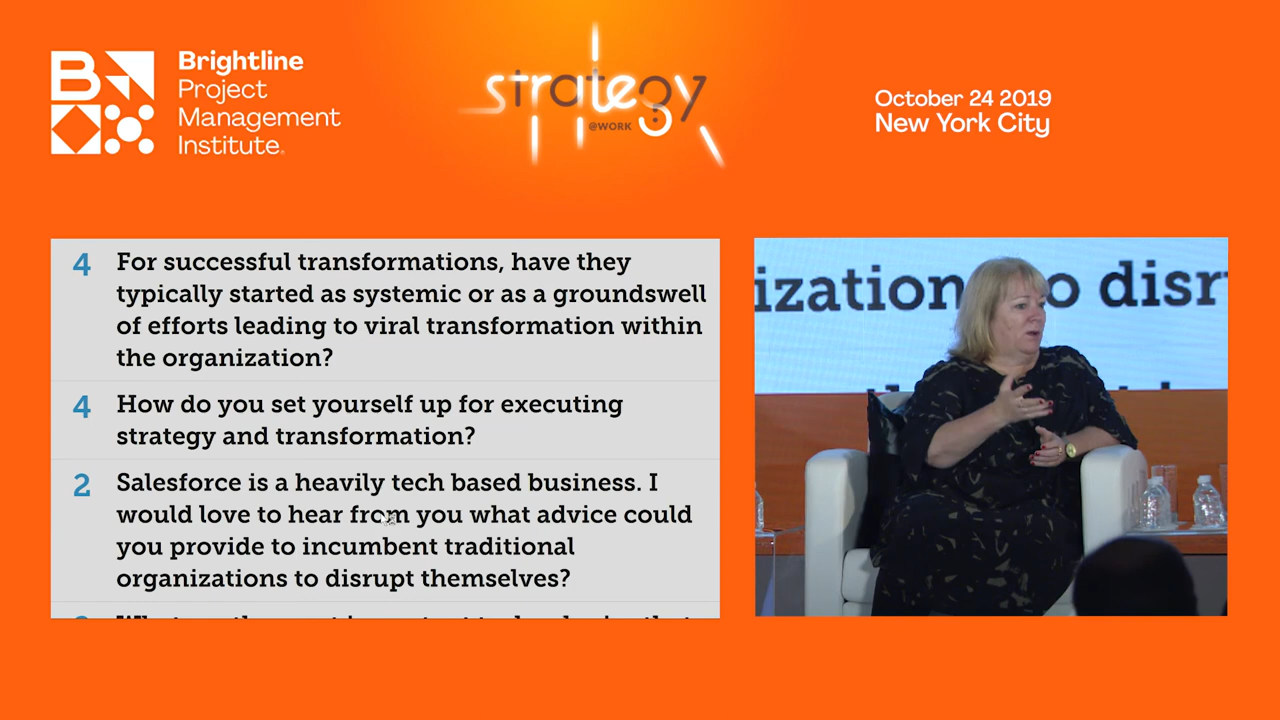 Brightline
Project
Management
Institute.
strategy
@WORK
October 24 2019
New York City
4
For successful transformations, have they
typically started as systemic or as a groundswell
of efforts leading to viral transformation within
the organization?
4
How do you set yourself up for executing
strategy and transformation?
2
Salesforce is a heavily tech based business. I
would love to hear from you what advice could
you provide to incumbent traditional
organizations to disrupt themselves?